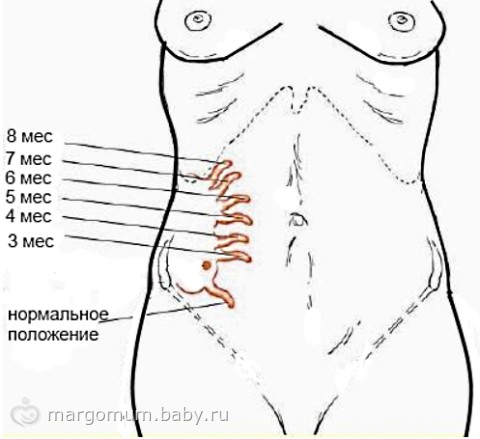 8 мес
7 мес
6 мес
5 мес
4 мес
3 мес
нормальное
положение
margomum.baby.ru